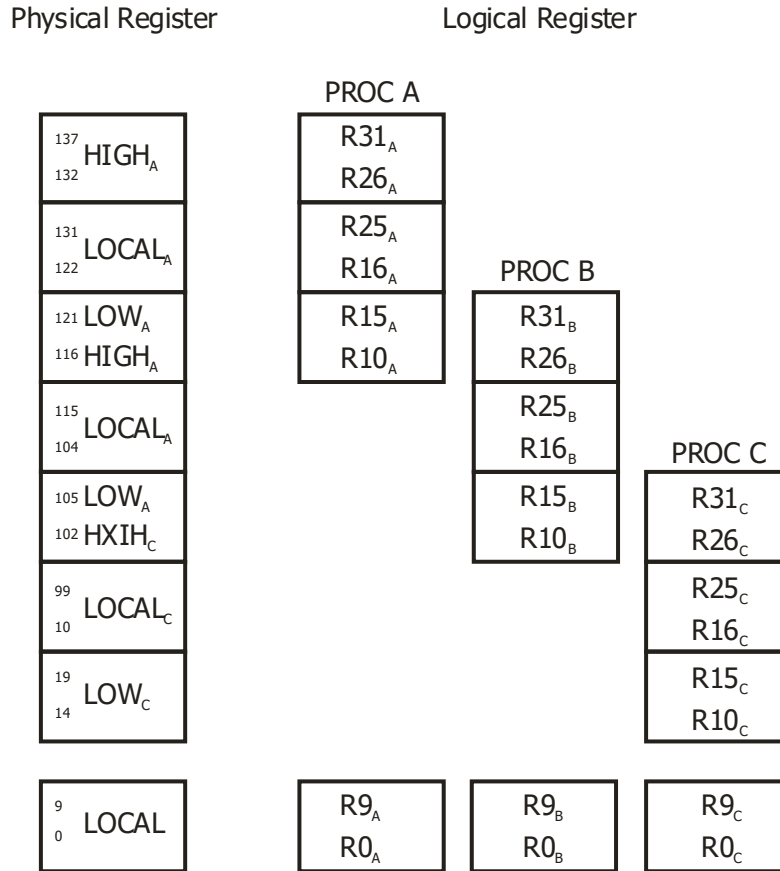 Physical Register
Logical Register
PROC A
137
HIGHA
132
R31A
R26A
131
LOCALA
122
R25A
R16A
PROC B
121 LOWA
116 HIGHA
R15A
R10A
R31B
R26B
115
LOCALA
104
R25B
R16B
PROC C
105 LOWA
102 HXIHC
R15B
R10B
R31C
R26C
99
LOCALC
10
R25C
R16C
19
LOWC
14
R15C
R10C
9
LOCAL
0
R9A
R0A
R9B
R0B
R9C
R0C